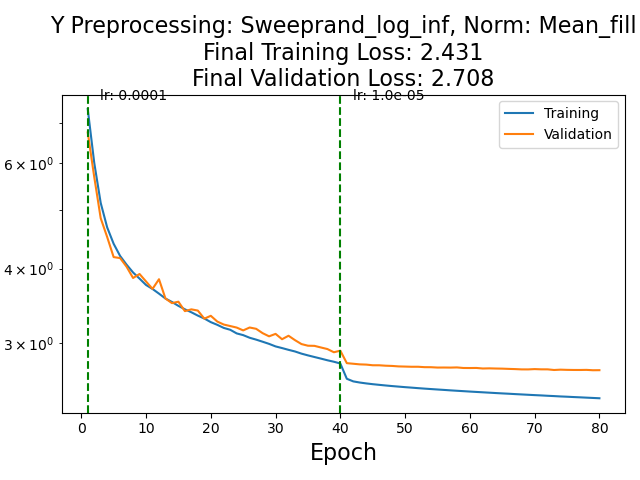 Y Preprocessing: Sweeprand_log_inf, Norm: Mean_fill
Final Training Loss: 2.431
Final Validation Loss: 2.708
lr: 0.0001
lr: 1.0e-05
Training
Validation
6 × 10⁰
4 × 10⁰
3 × 10⁰
0 10 20 30 40 50 60 70 80
Epoch